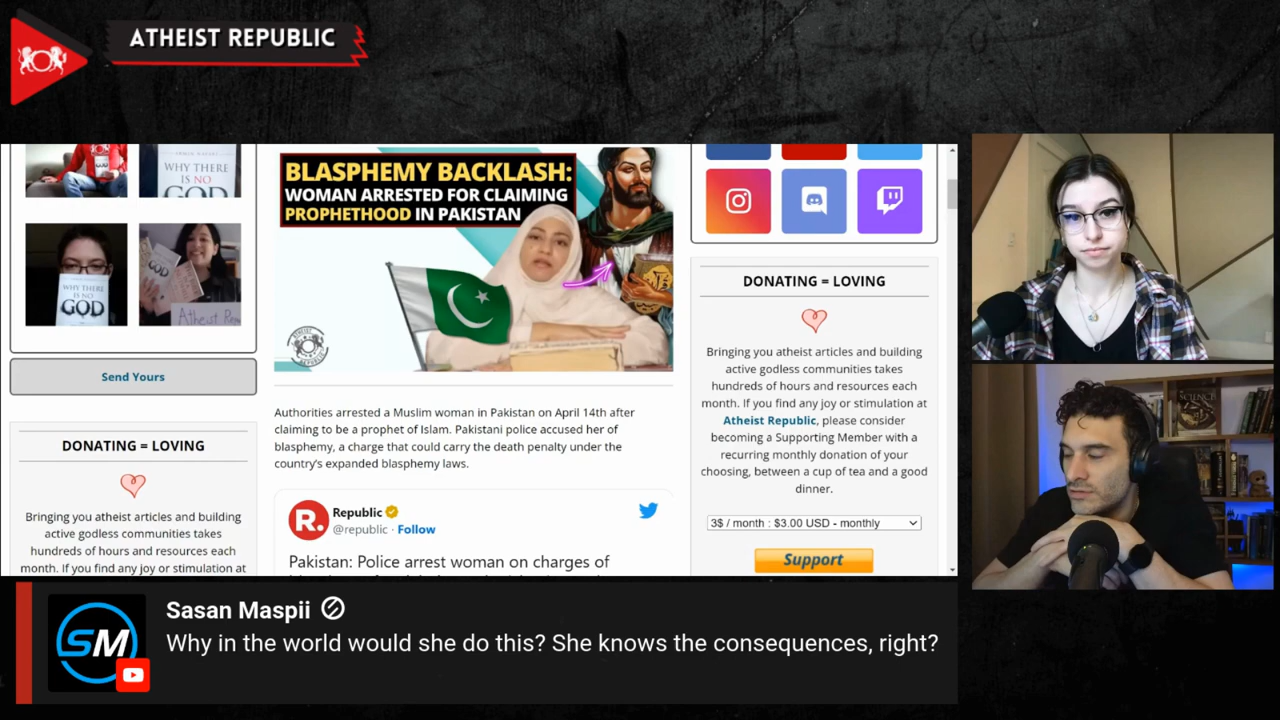 ATHEIST REPUBLIC
WHY THERE
IS NO
GOD
WHY THERE
IS NO
GOD
GOD
Atheist Re
Send Yours
DONATING = LOVING
Bringing you atheist articles and building
active godless communities takes
hundreds of hours and resources each
month. If you find any joy or stimulation at
BLASPHEMY BACKLASH:
WOMAN ARRESTED FOR CLAIMING
PROPHETHOOD IN PAKISTAN
Authorities arrested a Muslim woman in Pakistan on April 14th after
claiming to be a prophet of Islam. Pakistani police accused her of
blasphemy, a charge that could carry the death penalty under the
country's expanded blasphemy laws.
R.
Republic
@republic · Follow
Pakistan: Police arrest woman on charges of
DONATING = LOVING
Bringing you atheist articles and building
active godless communities takes
hundreds of hours and resources each
month. If you find any joy or stimulation at
Atheist Republic, please consider
becoming a Supporting Member with a
recurring monthly donation of your
choosing, between a cup of tea and a good
dinner.
3$ / month : $3.00 USD - monthly
Support
SCIENCE
SM
Sasan Maspii
Why in the world would she do this? She knows the consequences, right?